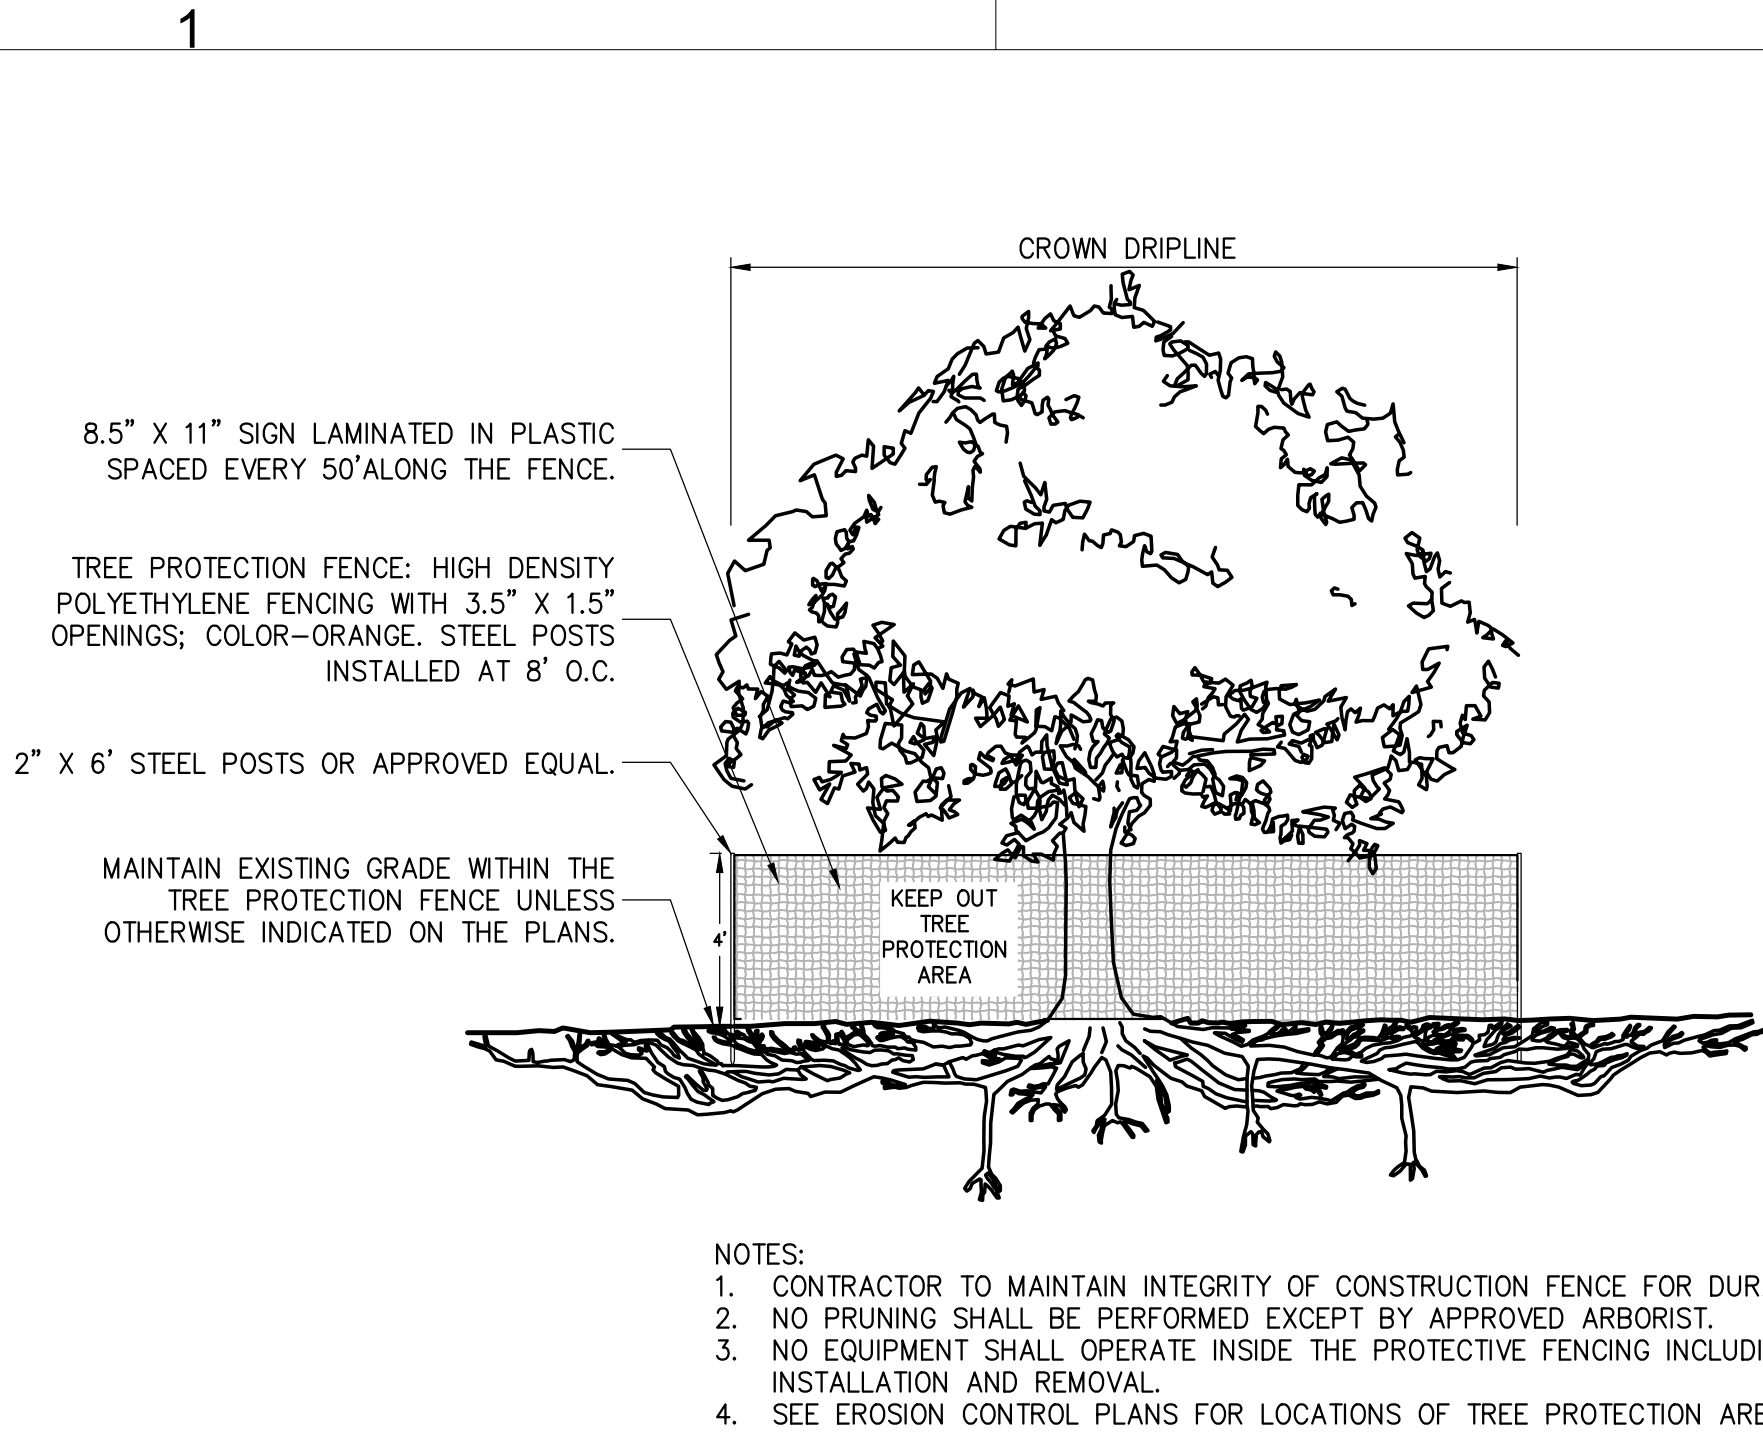 1
CROWN DRIPLINE
8.5" X 11" SIGN LAMINATED IN PLASTIC
SPACED EVERY 50'ALONG THE FENCE.
TREE PROTECTION FENCE: HIGH DENSITY
POLYETHYLENE FENCING WITH 3.5" X 1.5"
OPENINGS; COLOR-ORANGE. STEEL POSTS
INSTALLED AT 8' O.C.
2" X 6' STEEL POSTS OR APPROVED EQUAL.
MAINTAIN EXISTING GRADE WITHIN THE
TREE PROTECTION FENCE UNLESS
OTHERWISE INDICATED ON THE PLANS.
4'
KEEP OUT
TREE
PROTECTION
AREA
NOTES:
1. CONTRACTOR TO MAINTAIN INTEGRITY OF CONSTRUCTION FENCE FOR DUR
2. NO PRUNING SHALL BE PERFORMED EXCEPT BY APPROVED ARBORIST.
3. NO EQUIPMENT SHALL OPERATE INSIDE THE PROTECTIVE FENCING INCLUDI
INSTALLATION AND REMOVAL.
4. SEE EROSION CONTROL PLANS FOR LOCATIONS OF TREE PROTECTION ARE